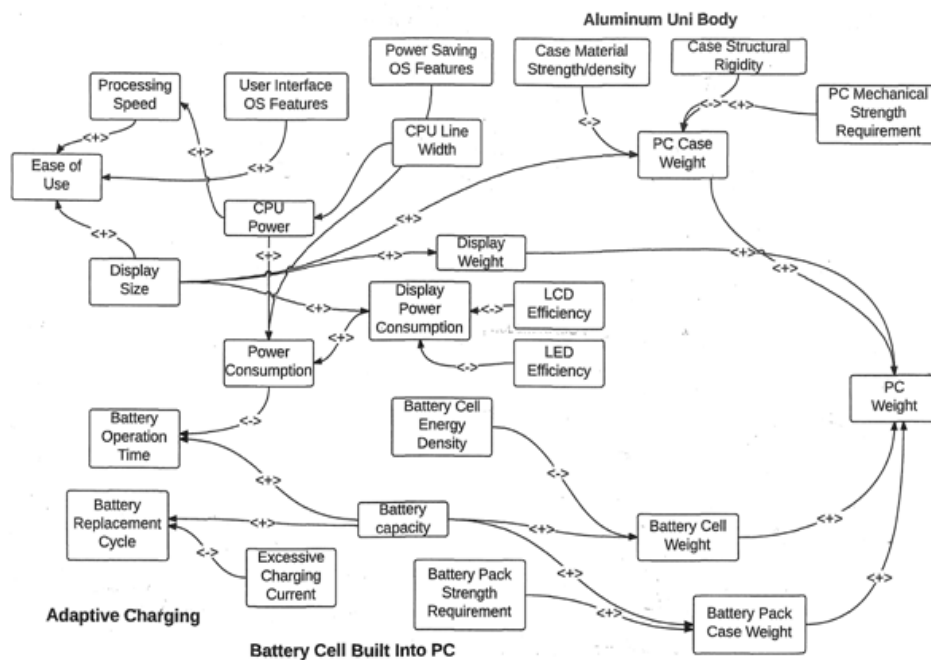 Aluminum Uni Body
Power Saving
OS Features
Case Material
Strength/density
Case Structural
Rigidity
Processing
Speed
User Interface
OS Features
PC Mechanical
Strength
Requirement
<->
<+>
<+>
<->
CPU Line
Width
PC Case
Weight
Ease of
Use
<+>
<+>
CPU
Power
<+>
<+>
<+>
<+>
Display
Weight
Display
Size
<+>
<+>
<+>
Display
Power
Consumption
<->
LCD
Efficiency
<+>
Power
Consumption
<->
LED
Efficiency
PC
Weight
<->
Battery
Operation
Time
Battery Cell
Energy
Density
<+>
<->
Battery
Replacement
Cycle
<+>
Battery
capacity
<+>
Battery Cell
Weight
<+>
<->
Excessive
Charging
Current
<+>
Battery Pack
Strength
Requirement
<+>
<+>
Battery Pack
Case Weight
Adaptive Charging
Battery Cell Built Into PC